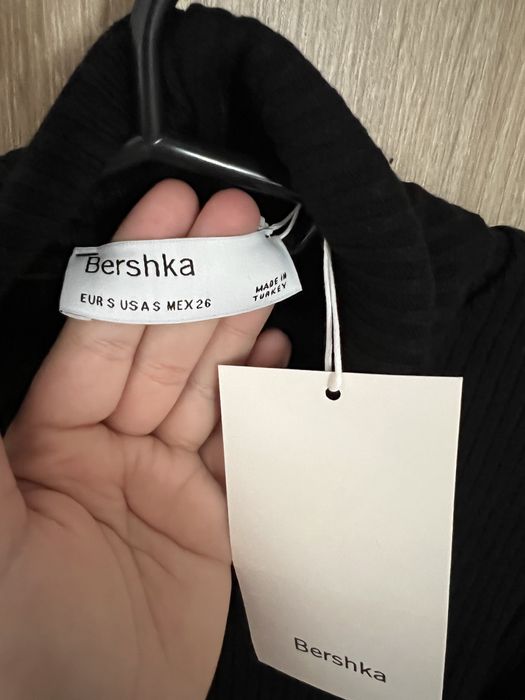 Bershka
EUR S USA S MEX 26
MADE IN
TURKEY
Bershka